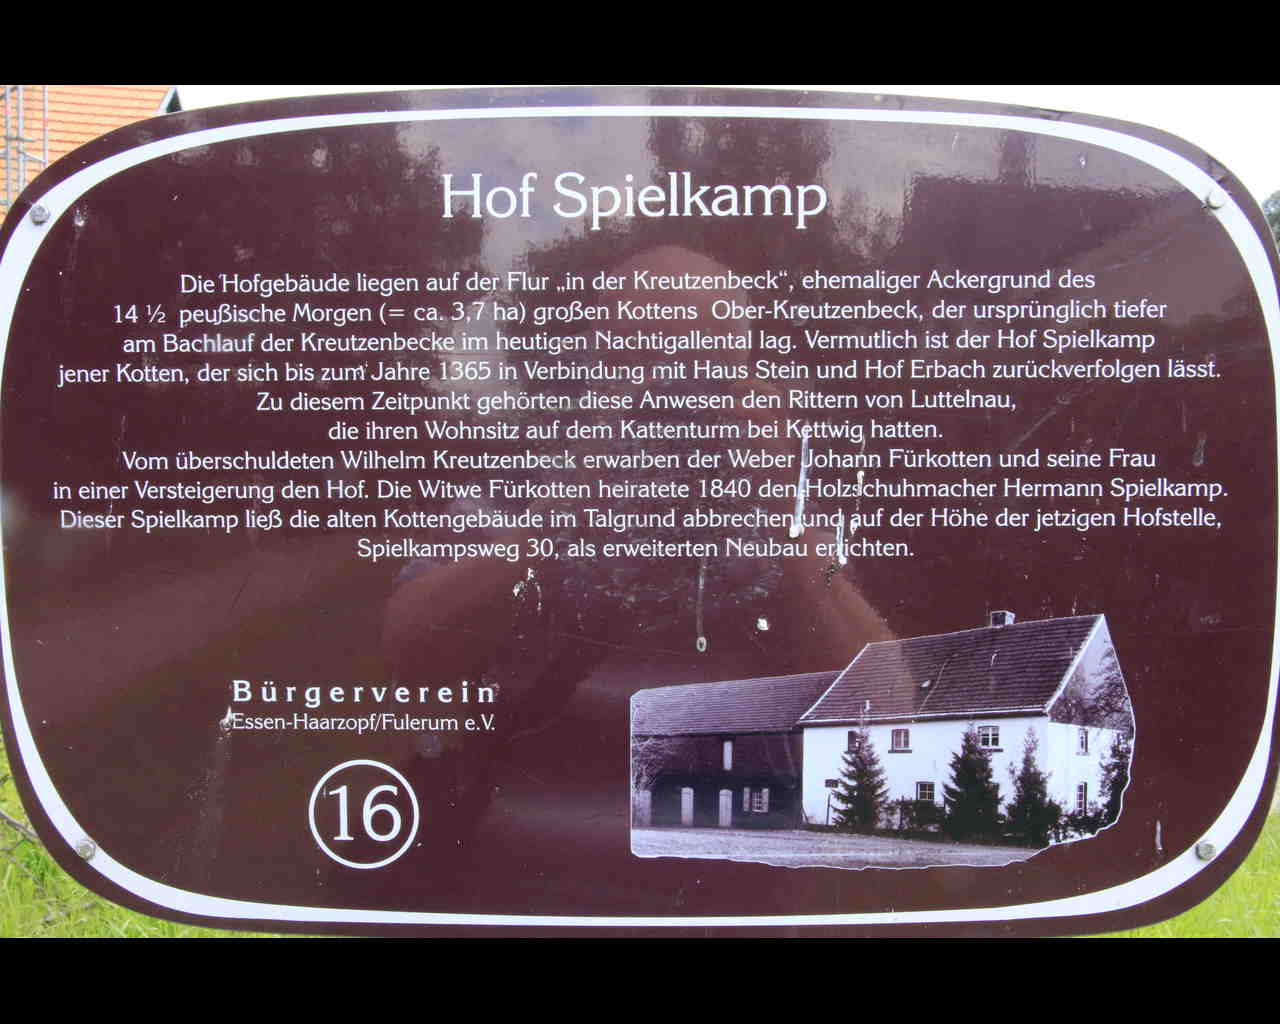 Hof Spielkamp
Die Hofgebäude liegen auf der Flur „in der Kreutzenbeck“, ehemaliger Ackergrund des
14 ½ peußische Morgen (= ca. 3,7 ha) großen Kottens Ober-Kreutzenbeck, der ursprünglich tiefer
am Bachlauf der Kreutzenbecke im heutigen Nachtigallental lag. Vermutlich ist der Hof Spielkamp
jener Kotten, der sich bis zum Jahre 1365 in Verbindung mit Haus Stein und Hof Erbach zurückverfolgen lässt.
Zu diesem Zeitpunkt gehörten diese Anwesen den Rittern von Luttelnau,
die ihren Wohnsitz auf dem Kattenturm bei Kettwig hatten.
Vom überschuldeten Wilhelm Kreutzenbeck erwarben der Weber Johann Fürkotten und seine Frau
in einer Versteigerung den Hof. Die Witwe Fürkotten heiratete 1840 den Holzschuhmacher Hermann Spielkamp.
Dieser Spielkamp ließ die alten Kottengebäude im Talgrund abbrechen und auf der Höhe der jetzigen Hofstelle,
Spielkampsweg 30, als erweiterten Neubau errichten.
Bürgerverein
Essen-Haarzopf/Fulerum e.V.
16